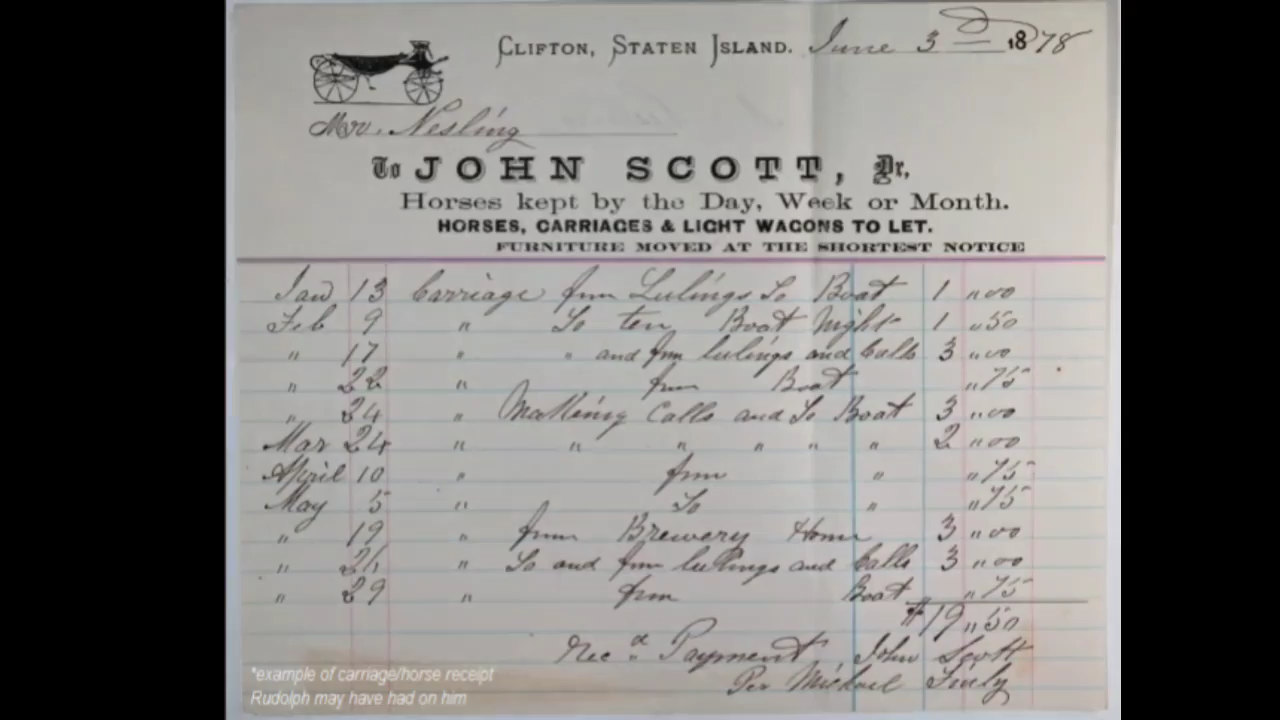 CLIFTON, STATEN ISLAND. June 3 1878
Mr. Nesling
To JOHN SCOTT, Dr,
Horses kept by the Day, Week or Month.
HORSES, CARRIAGES & LIGHT WAGONS TO LET.
FURNITURE MOVED AT THE SHORTEST NOTICE
Jan 13 Carriage from Lulings To Boat 1 "00
Feb 9 " To ten Boat Night 1 "50
" 17 " " and from lulings and Calls 3 "00
" 22 " from Boat "75
" 24 " Making Calls and To Boat 3 "00
Mar 24 " " " " " " 2 "00
April 10 " from " "75
May 5 " To " "75
" 19 " from Brewery Home 3 "00
" 21 " To and from lulings and Calls 3 "00
" 29 " from Boat "75
$19 "50
Rec'd Payment John Scott
Per Michael
*example of carriage/horse receipt
Rudolph may have had on him